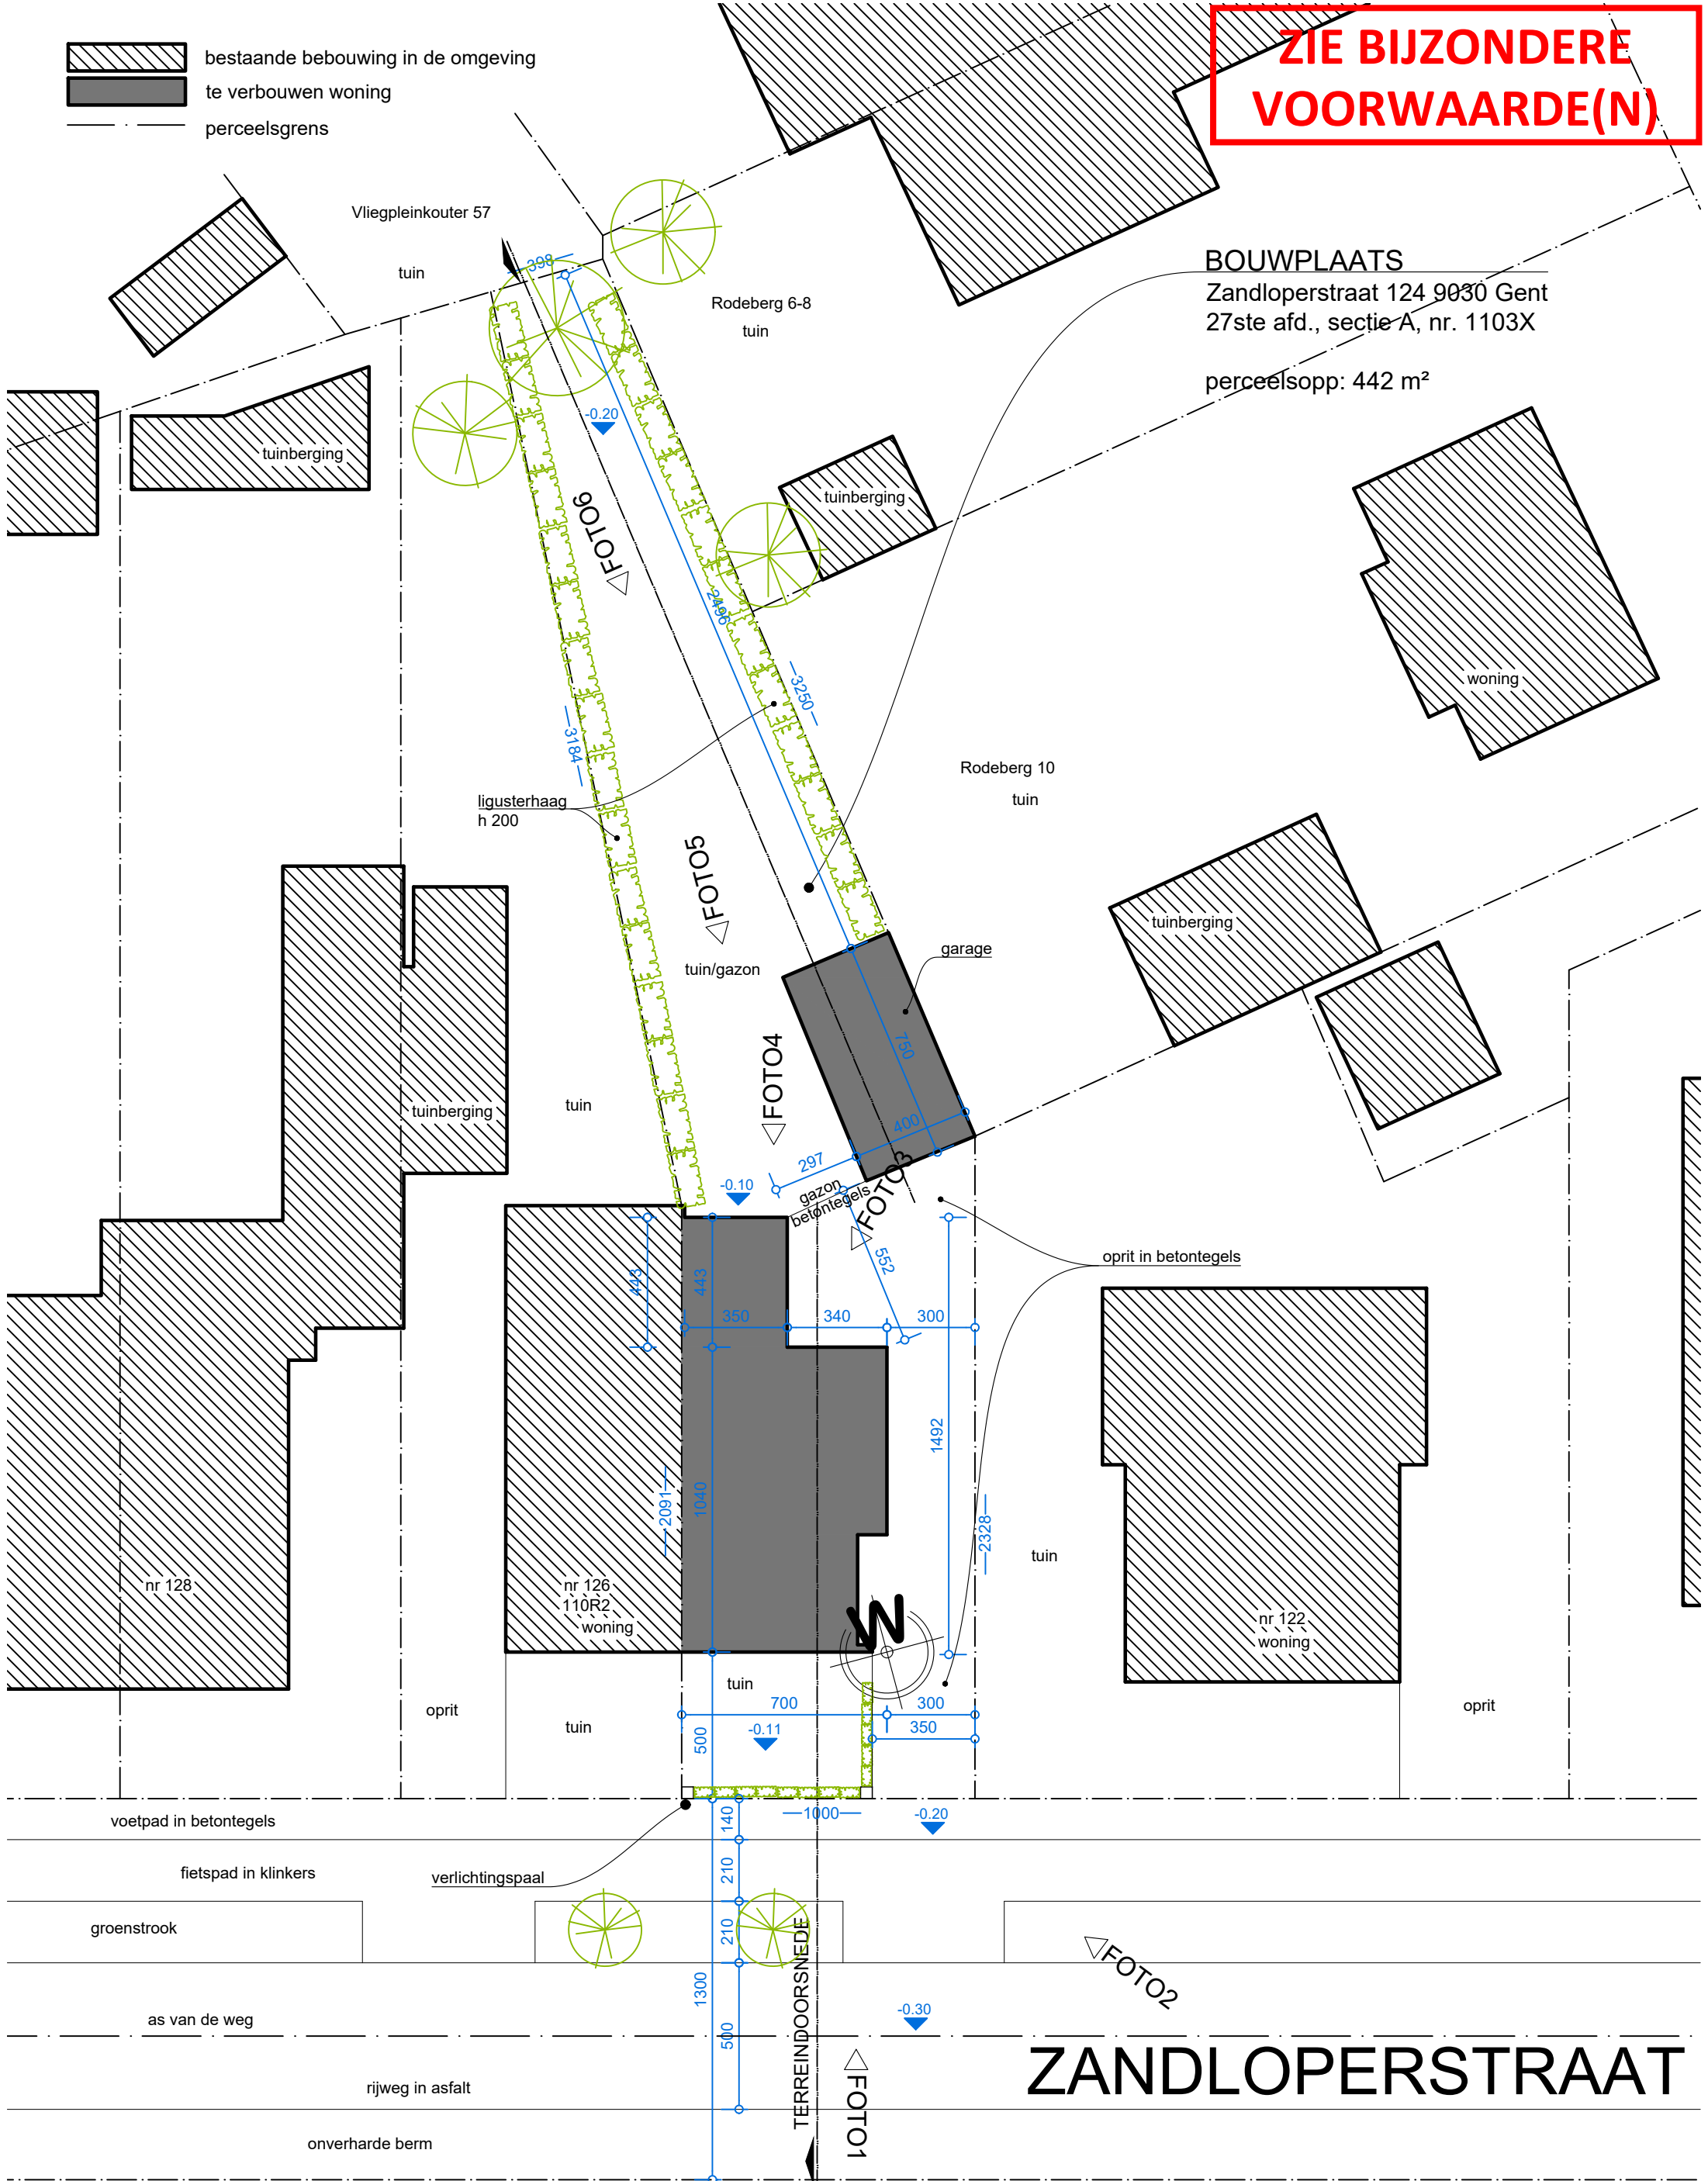 bestaande bebouwing in de omgeving
te verbouwen woning
perceelsgrens
ZIE BIJZONDERE
VOORWAARDE(N)
Vliegpleinkouter 57
tuin
398
Rodeberg 6-8
tuin
BOUWPLAATS
Zandloperstraat 124 9030 Gent
27ste afd., sectie A, nr. 1103X
perceelsopp: 442 m²
-0.20
tuinberging
tuinberging
FOTO6
2496
3250
woning
3184
Rodeberg 10
tuin
ligusterhaag
h 200
FOTO5
tuinberging
garage
tuin/gazon
750
FOTO4
tuinberging
tuin
400
297
FOTO3
-0.10
gazon
betontegels
552
oprit in betontegels
443
443
350
340
300
1492
2091
1040
2328
tuin
nr 128
nr 126
110R2
woning
W
nr 122
woning
tuin
oprit
tuin
700
300
350
500
-0.11
oprit
voetpad in betontegels
140
1000
-0.20
fietspad in klinkers
verlichtingspaal
210
groenstrook
210
TERREINDOORSNEDE
FOTO2
1300
as van de weg
500
-0.30
ZANDLOPERSTRAAT
rijweg in asfalt
FOTO1
onverharde berm